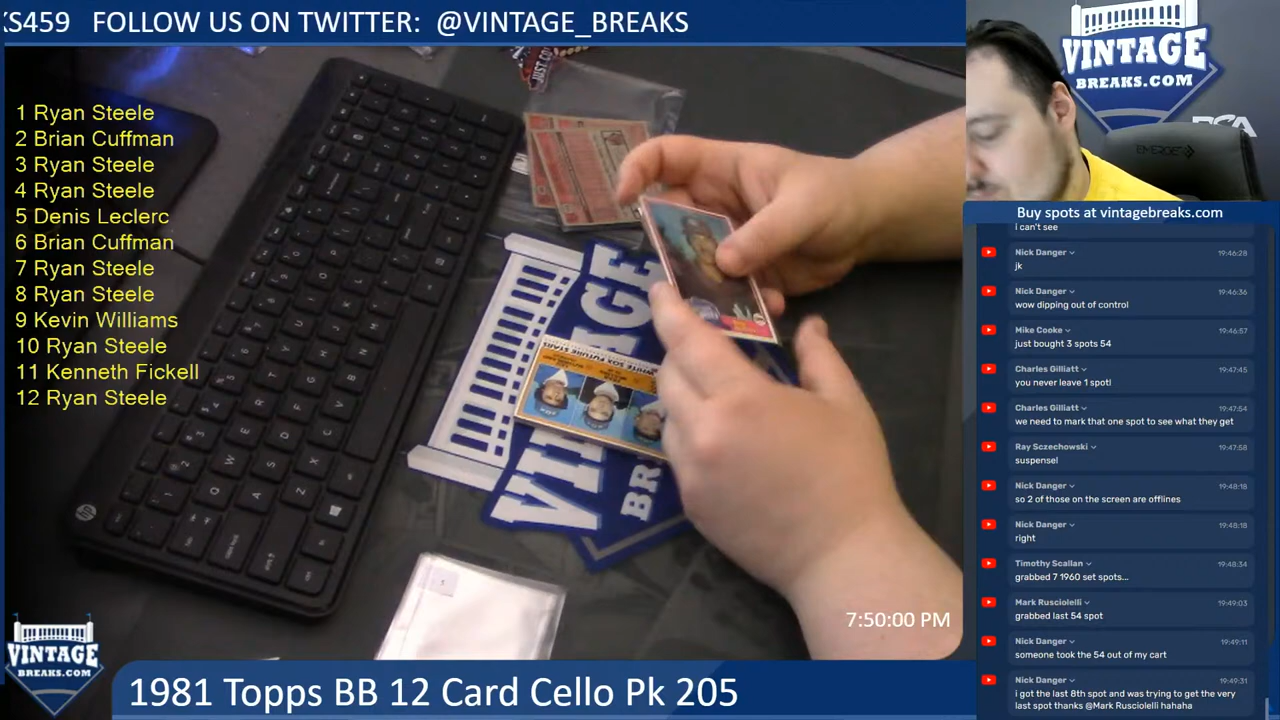 KS459 FOLLOW US ON TWITTER: @VINTAGE_BREAKS
1 Ryan Steele
2 Brian Cuffman
3 Ryan Steele
4 Ryan Steele
5 Denis Leclerc
6 Brian Cuffman
7 Ryan Steele
8 Ryan Steele
9 Kevin Williams
10 Ryan Steele
11 Kenneth Fickell
12 Ryan Steele
JUST CO
WHITE SOX FUTURE STARS
hp
7:50:00 PM
VINTAGE
BREAKS.COM
1981 Topps BB 12 Card Cello Pk 205
VINTAGE
BREAKS.COM
PSA
Buy spots at vintagebreaks.com
i can't see
Nick Danger 19:46:28
jk
Nick Danger 19:46:36
wow dipping out of control
Mike Cooke 19:46:57
just bought 3 spots 54
Charles Gilliatt 19:47:45
you never leave 1 spot!
Charles Gilliatt 19:47:54
we need to mark that one spot to see what they get
Ray Sczechowski 19:47:58
suspense!
Nick Danger 19:48:18
so 2 of those on the screen are offlines
Nick Danger 19:48:18
right
Timothy Scallan 19:48:34
grabbed 7 1960 set spots...
Mark Rusciolelli 19:49:03
grabbed last 54 spot
Nick Danger 19:49:11
someone took the 54 out of my cart
Nick Danger 19:49:31
i got the last 8th spot and was trying to get the very
last spot thanks @Mark Rusciolelli hahaha